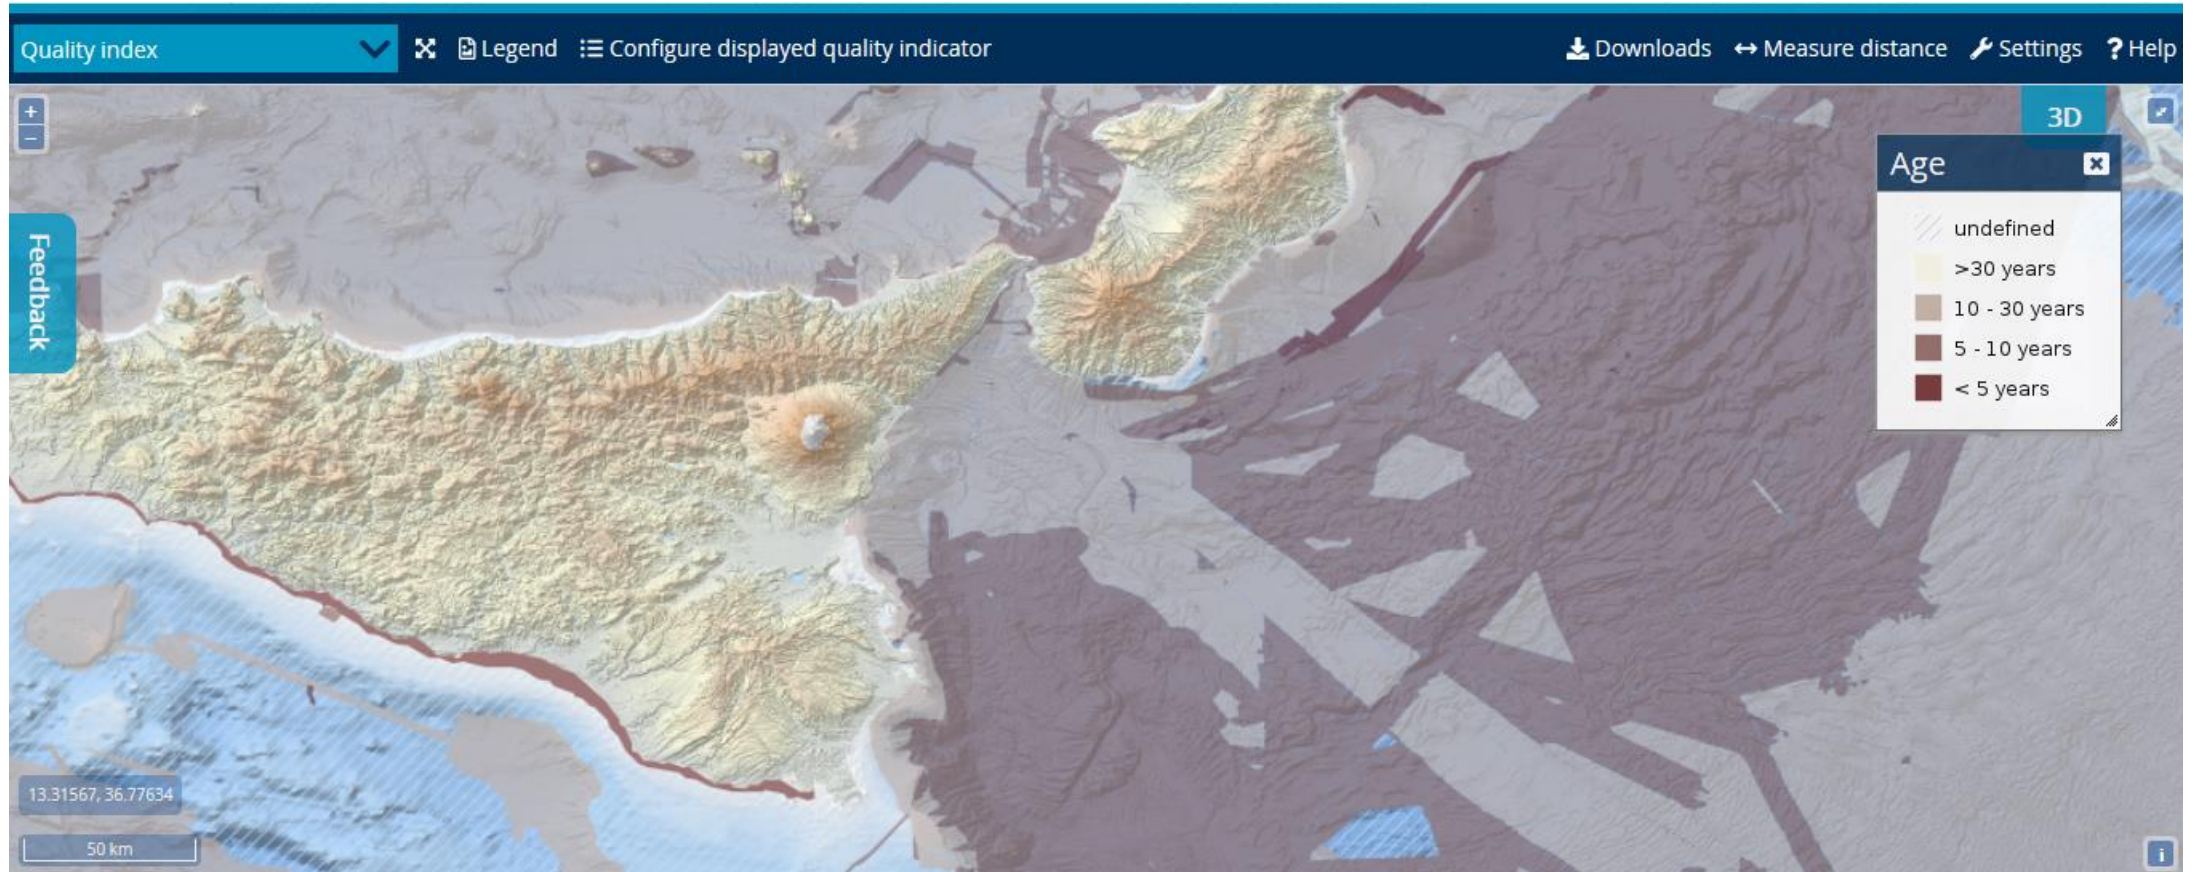 Quality index
Legend
Configure displayed quality indicator
Downloads
Measure distance
Settings
? Help
+
−
3D
Age
undefined
>30 years
10 - 30 years
5 - 10 years
< 5 years
Feedback
13.31567, 36.77634
50 km
i